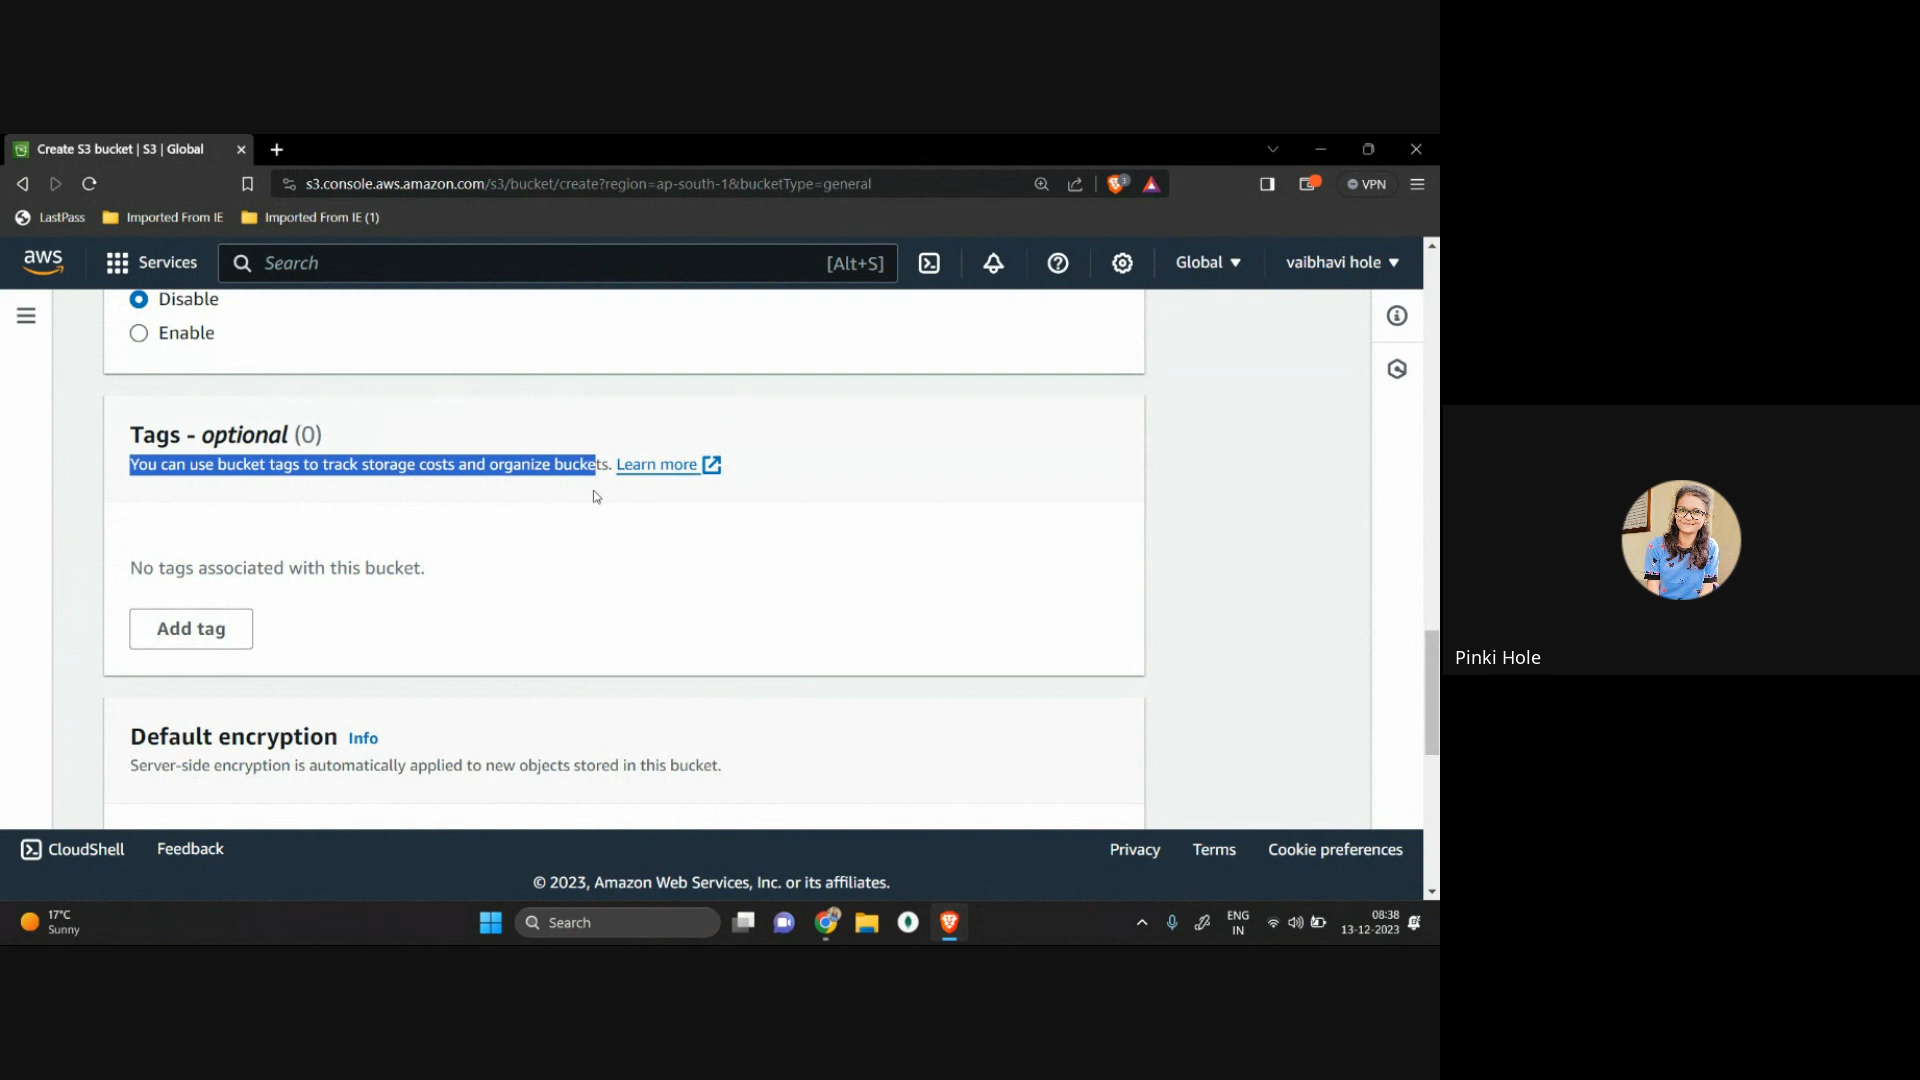 Create S3 bucket | S3 | Global
s3.console.aws.amazon.com/s3/bucket/create?region=ap-south-1&bucketType=general
VPN
LastPass
Imported From IE
Imported From IE (1)
aws
Services
Search
[Alt+S]
Global
vaibhavi hole
Disable
Enable
Tags - optional (0)
You can use bucket tags to track storage costs and organize buckets. Learn more
No tags associated with this bucket.
Add tag
Default encryption Info
Server-side encryption is automatically applied to new objects stored in this bucket.
Pinki Hole
CloudShell
Feedback
Privacy
Terms
Cookie preferences
© 2023, Amazon Web Services, Inc. or its affiliates.
17°C
Sunny
Search
ENG
IN
08:38
13-12-2023